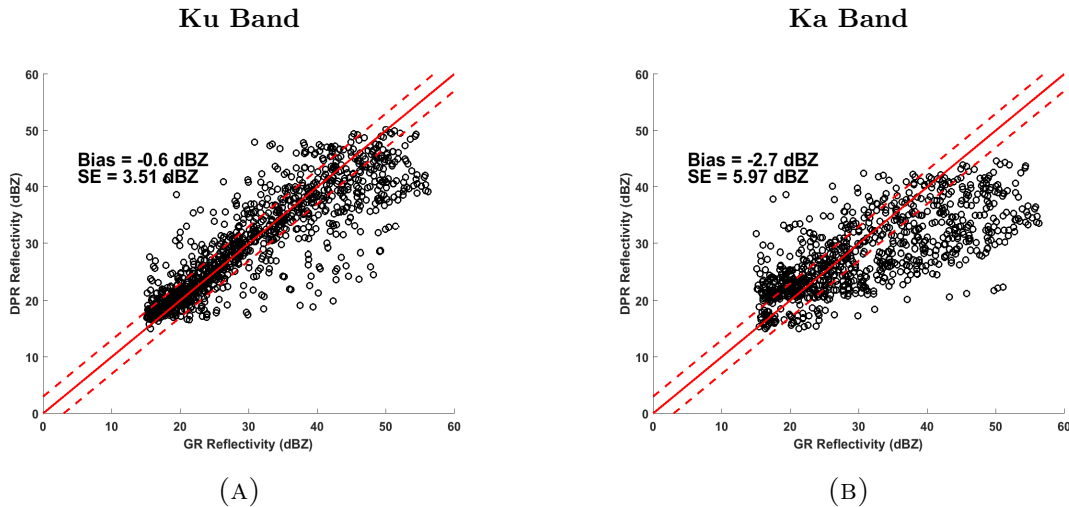 Ku Band
Ka Band
60
50
40
30
20
10
0
DPR Reflectivity (dBZ)
Bias = -0.6 dBZ
SE = 3.51 dBZ
0 10 20 30 40 50 60
GR Reflectivity (dBZ)
(A)
60
50
40
30
20
10
0
DPR Reflectivity (dBZ)
Bias = -2.7 dBZ
SE = 5.97 dBZ
0 10 20 30 40 50 60
GR Reflectivity (dBZ)
(B)